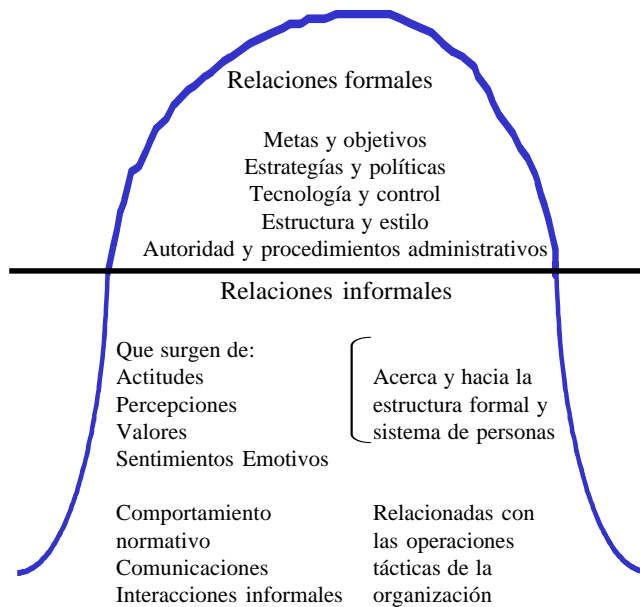 Relaciones formales
Metas y objetivos
Estrategías y políticas
Tecnología y control
Estructura y estilo
Autoridad y procedimientos administrativos
Relaciones informales
Que surgen de:
Actitudes
Percepciones
Valores
Sentimientos Emotivos
Acerca y hacia la
estructura formal y
sistema de personas
Comportamiento
normativo
Comunicaciones
Interacciones informales
Relacionadas con
las operaciones
tácticas de la
organización